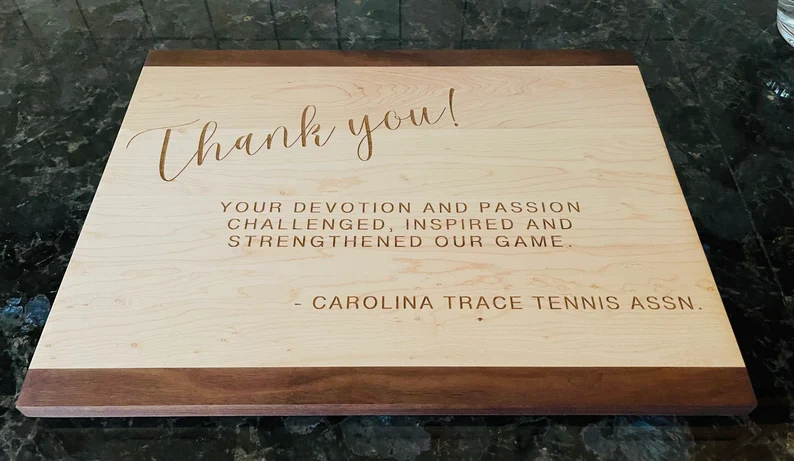 Thank you!
YOUR DEVOTION AND PASSION
CHALLENGED, INSPIRED AND
STRENGTHENED OUR GAME.
- CAROLINA TRACE TENNIS ASSN.